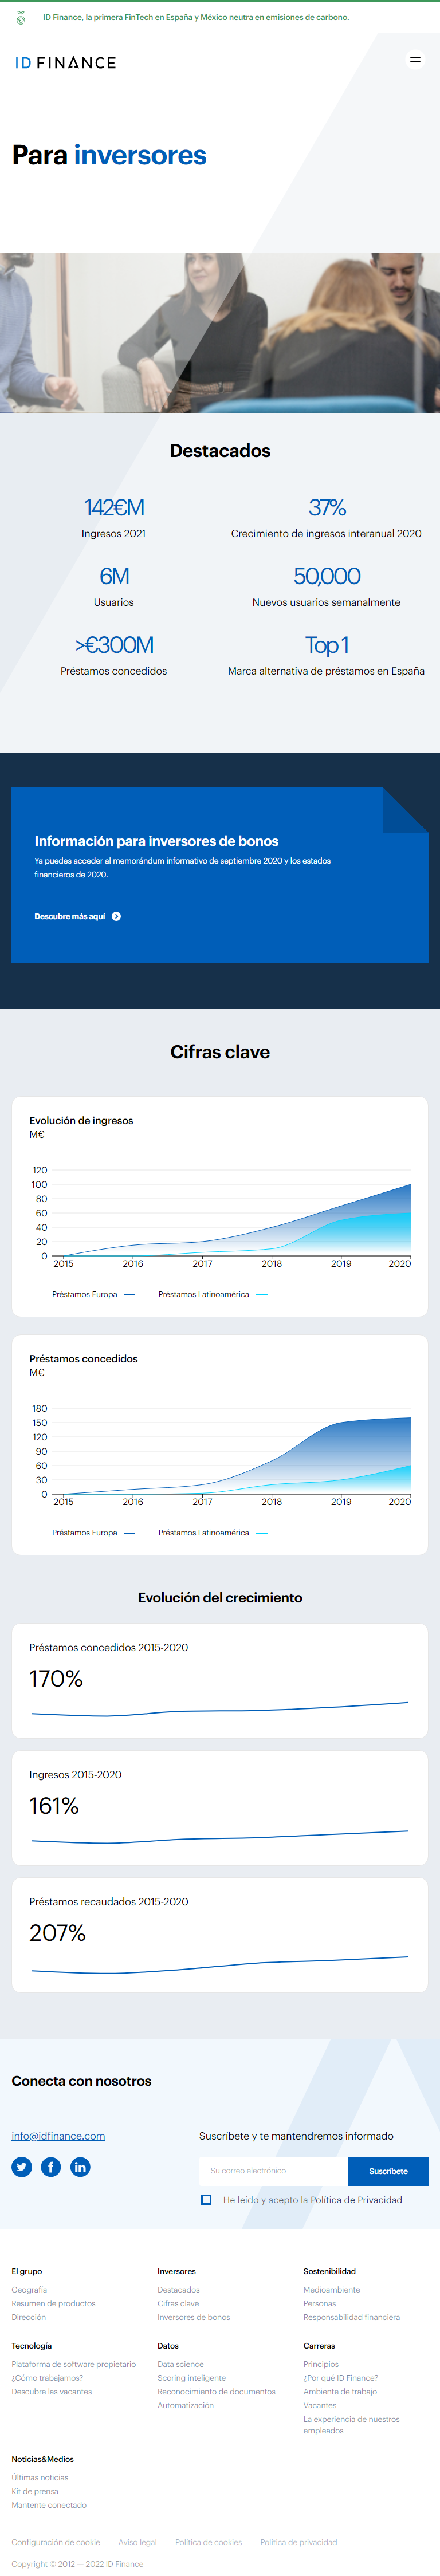 ID Finance, la primera FinTech en España y México neutra en emisiones de carbono.
ID FINANCE
Para inversores
Destacados
142€M
Ingresos 2021
37%
Crecimiento de ingresos interanual 2020
6M
Usuarios
50,000
Nuevos usuarios semanalmente
>€300M
Préstamos concedidos
Top 1
Marca alternativa de préstamos en España
Información para inversores de bonos
Ya puedes acceder al memorándum informativo de septiembre 2020 y los estados
financieros de 2020.
Descubre más aquí
Cifras clave
Evolución de ingresos
M€
120
100
80
60
40
20
0
2015 2016 2017 2018 2019 2020
Préstamos Europa Préstamos Latinoamérica
Préstamos concedidos
M€
180
150
120
90
60
30
0
2015 2016 2017 2018 2019 2020
Préstamos Europa Préstamos Latinoamérica
Evolución del crecimiento
Préstamos concedidos 2015-2020
170%
Ingresos 2015-2020
161%
Préstamos recaudados 2015-2020
207%
Conecta con nosotros
info@idfinance.com
Suscríbete y te mantendremos informado
Su correo electrónico
Suscríbete
He leído y acepto la Política de Privacidad
El grupo
Geografía
Resumen de productos
Dirección
Inversores
Destacados
Cifras clave
Inversores de bonos
Sostenibilidad
Medioambiente
Personas
Responsabilidad financiera
Tecnología
Plataforma de software propietario
¿Cómo trabajamos?
Descubre las vacantes
Datos
Data science
Scoring inteligente
Reconocimiento de documentos
Automatización
Carreras
Principios
¿Por qué ID Finance?
Ambiente de trabajo
Vacantes
La experiencia de nuestros
empleados
Noticias&Medios
Últimas noticias
Kit de prensa
Mantente conectado
Configuración de cookie Aviso legal Política de cookies Política de privacidad
Copyright © 2012 — 2022 ID Finance